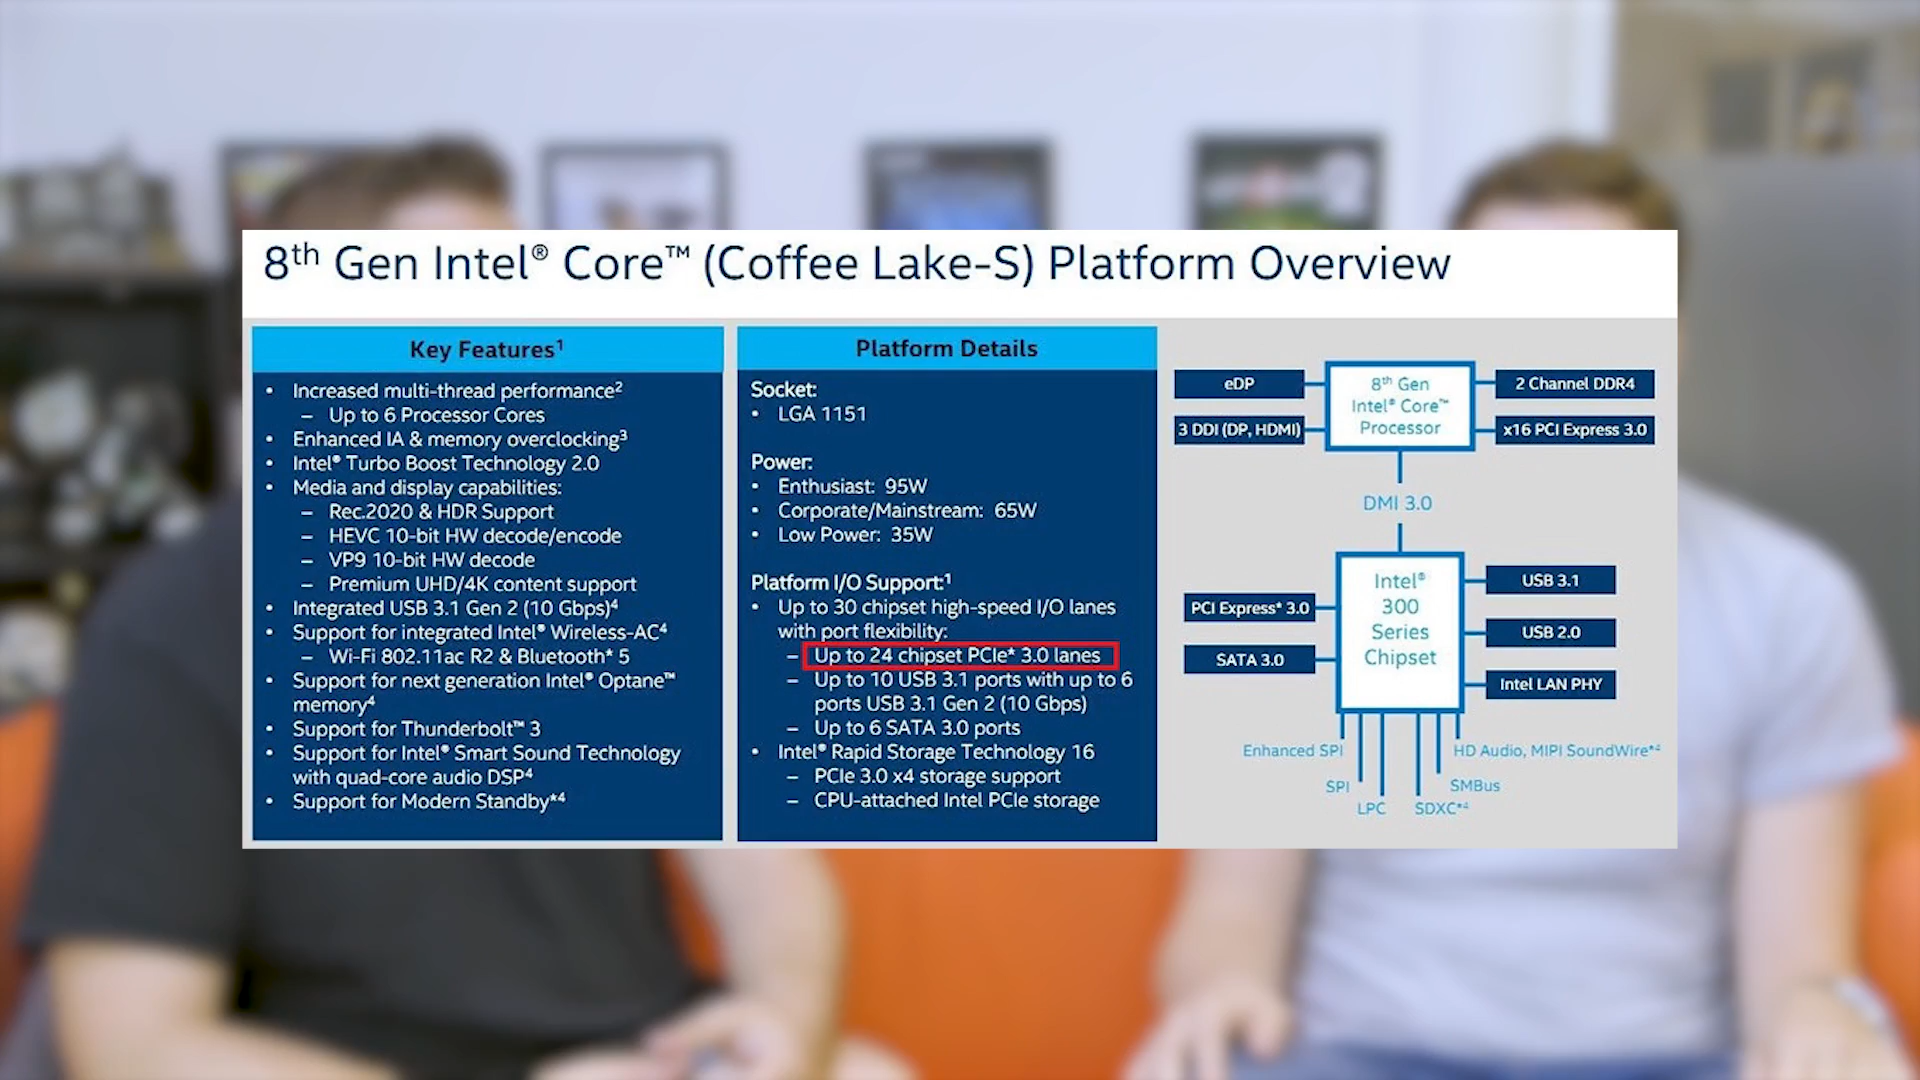 8th Gen Intel® Core™ (Coffee Lake-S) Platform Overview
Key Features¹
• Increased multi-thread performance²
– Up to 6 Processor Cores
• Enhanced IA & memory overclocking³
• Intel® Turbo Boost Technology 2.0
• Media and display capabilities:
– Rec.2020 & HDR Support
– HEVC 10-bit HW decode/encode
– VP9 10-bit HW decode
– Premium UHD/4K content support
• Integrated USB 3.1 Gen 2 (10 Gbps)⁴
• Support for integrated Intel® Wireless-AC⁴
– Wi-Fi 802.11ac R2 & Bluetooth* 5
• Support for next generation Intel® Optane™
memory⁴
• Support for Thunderbolt™ 3
• Support for Intel® Smart Sound Technology
with quad-core audio DSP⁴
• Support for Modern Standby*⁴
Platform Details
Socket:
• LGA 1151
Power:
• Enthusiast: 95W
• Corporate/Mainstream: 65W
• Low Power: 35W
Platform I/O Support:¹
• Up to 30 chipset high-speed I/O lanes
with port flexibility:
– Up to 24 chipset PCIe* 3.0 lanes
– Up to 10 USB 3.1 ports with up to 6
ports USB 3.1 Gen 2 (10 Gbps)
– Up to 6 SATA 3.0 ports
• Intel® Rapid Storage Technology 16
– PCIe 3.0 x4 storage support
– CPU-attached Intel PCIe storage
eDP
3 DDI (DP, HDMI)
8th Gen
Intel® Core™
Processor
2 Channel DDR4
x16 PCI Express 3.0
DMI 3.0
PCI Express* 3.0
SATA 3.0
Intel®
300
Series
Chipset
USB 3.1
USB 2.0
Intel LAN PHY
Enhanced SPI
SPI
LPC
SDXC*⁴
SMBus
HD Audio, MIPI SoundWire*⁴